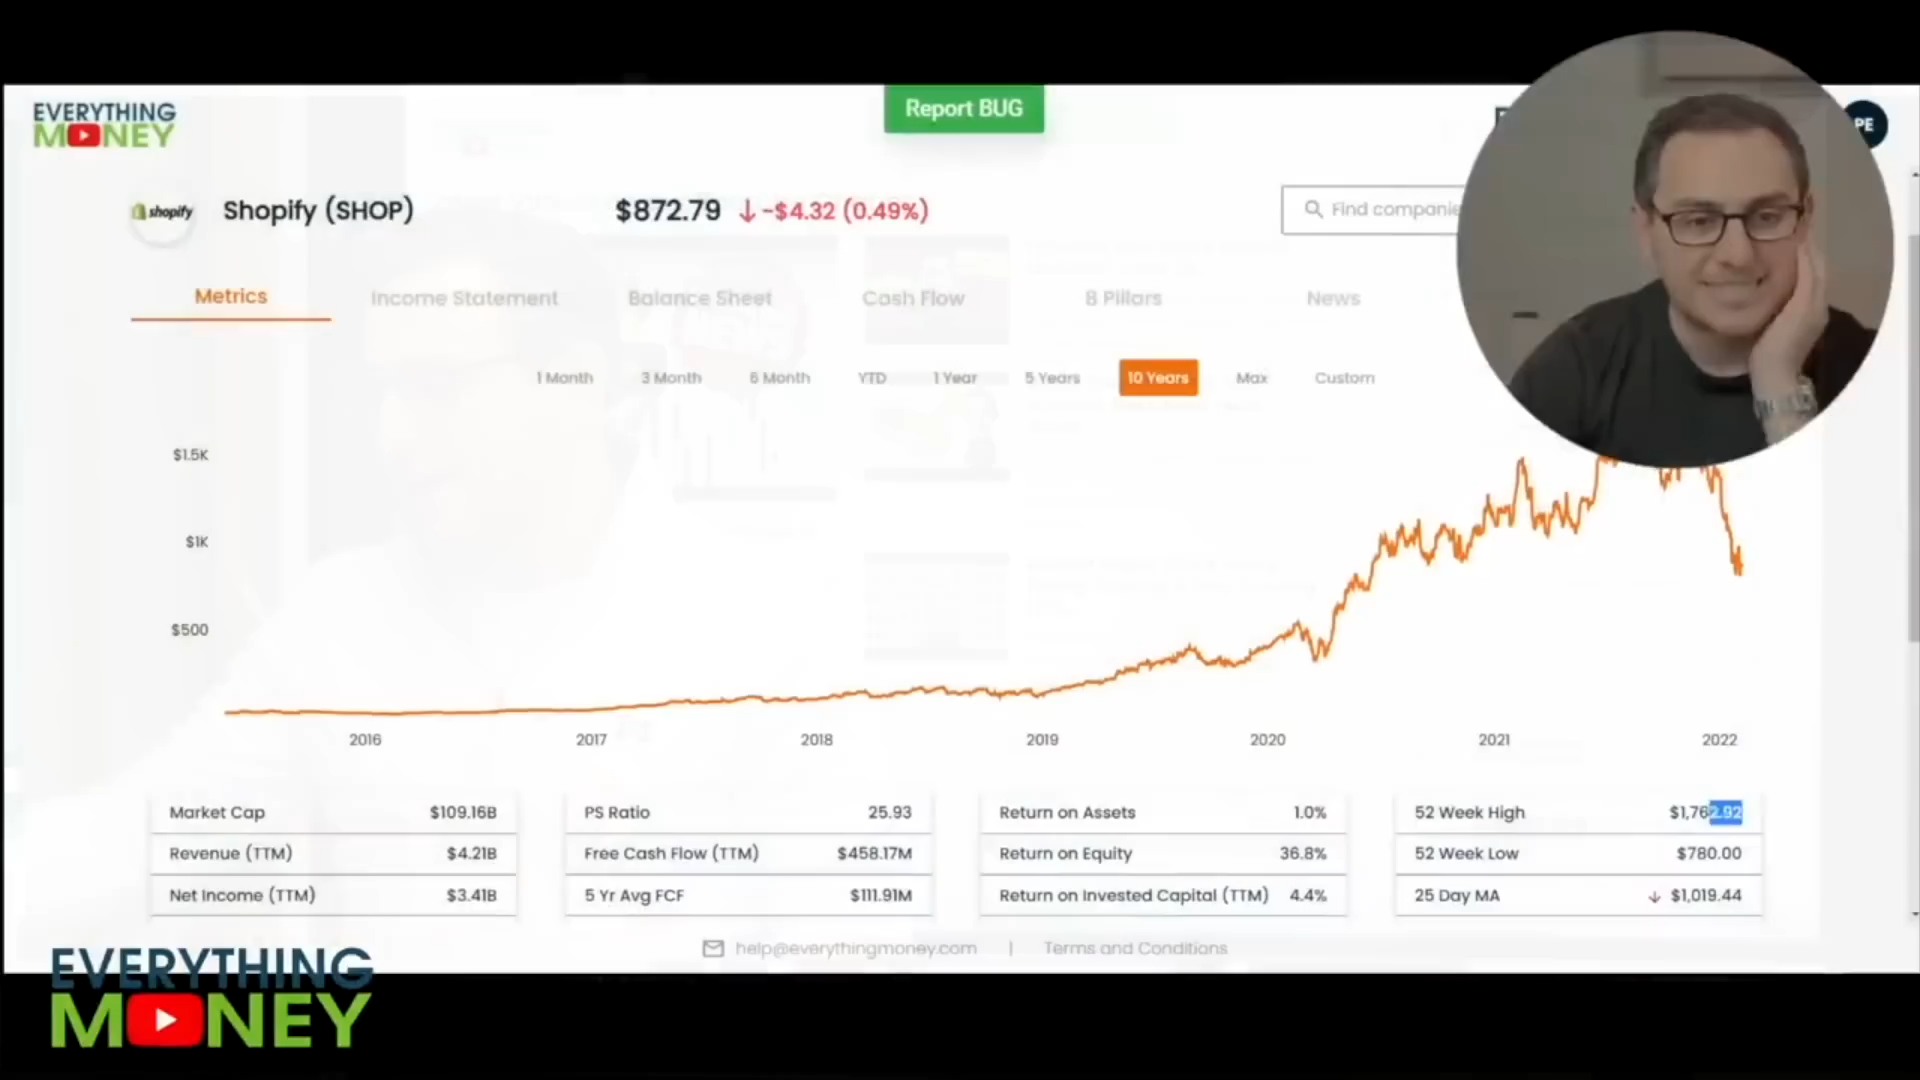 EVERYTHING
MONEY
Report BUG
PE
shopify
Shopify (SHOP)
$872.79
-$4.32 (0.49%)
Find companie
Metrics
Income Statement
Balance Sheet
Cash Flow
8 Pillars
News
1 Month
3 Month
6 Month
YTD
1 Year
5 Years
10 Years
Max
Custom
$1.5K
$1K
$500
2016
2017
2018
2019
2020
2021
2022
Market Cap $109.16B
Revenue (TTM) $4.21B
Net Income (TTM) $3.41B
PS Ratio 25.93
Free Cash Flow (TTM) $458.17M
5 Yr Avg FCF $111.91M
Return on Assets 1.0%
Return on Equity 36.8%
Return on Invested Capital (TTM) 4.4%
52 Week High $1,762.92
52 Week Low $780.00
25 Day MA $1,019.44
help@everythingmoney.com | Terms and Conditions
EVERYTHING
MONEY